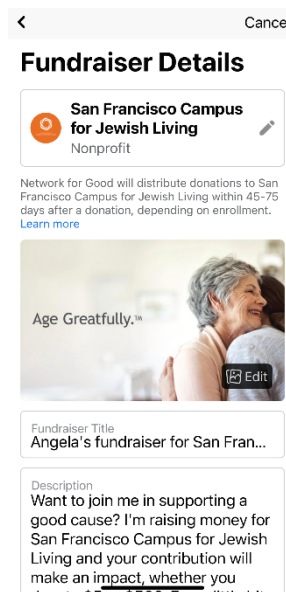 Cance
Fundraiser Details
San Francisco Campus
for Jewish Living
Nonprofit
Network for Good will distribute donations to San
Francisco Campus for Jewish Living within 45-75
days after a donation, depending on enrollment.
Learn more
Age Greatfully.™
Edit
Fundraiser Title
Angela's fundraiser for San Fran...
Description
Want to join me in supporting a
good cause? I'm raising money for
San Francisco Campus for Jewish
Living and your contribution will
make an impact, whether you